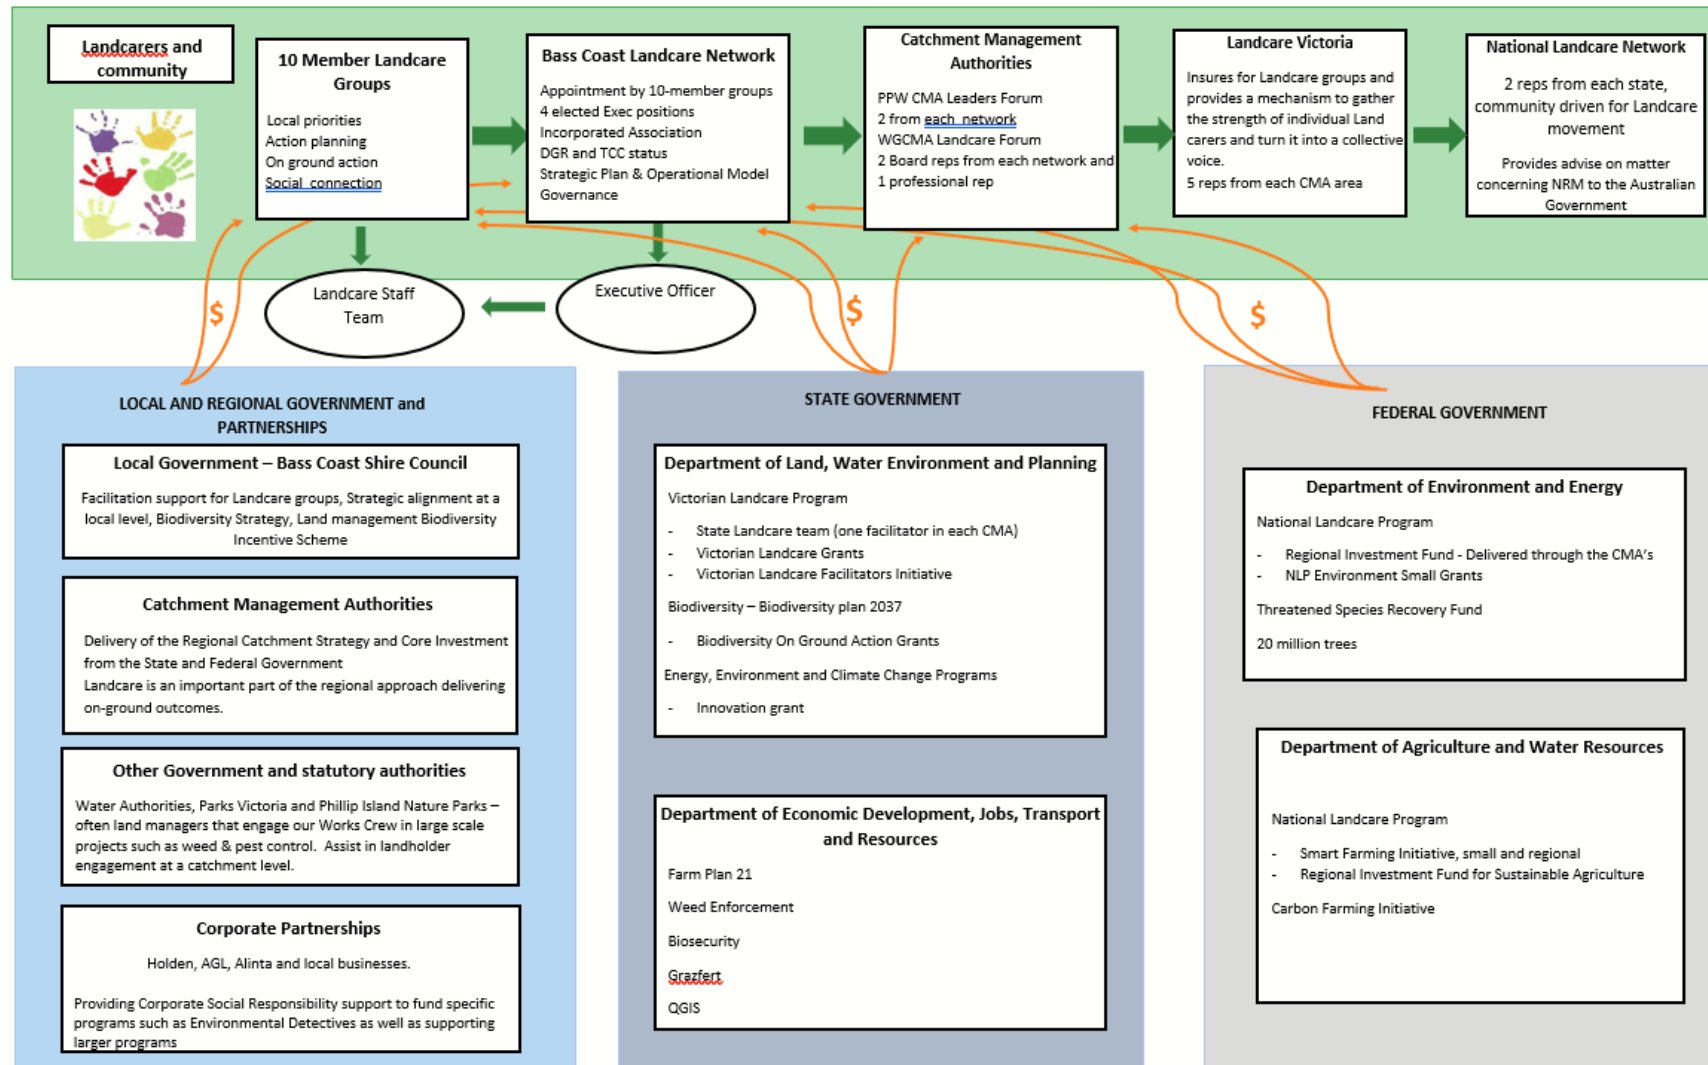 Landcarers and
community
10 Member Landcare
Groups
Local priorities
Action planning
On ground action
Social connection
Bass Coast Landcare Network
Appointment by 10-member groups
4 elected Exec positions
Incorporated Association
DGR and TCC status
Strategic Plan & Operational Model
Governance
Catchment Management
Authorities
PPW CMA Leaders Forum
2 from each network
WGCMA Landcare Forum
2 Board reps from each network and
1 professional rep
Landcare Victoria
Insures for Landcare groups and
provides a mechanism to gather
the strength of individual Land
carers and turn it into a collective
voice.
5 reps from each CMA area
National Landcare Network
2 reps from each state,
community driven for Landcare
movement
Provides advise on matter
concerning NRM to the Australian
Government
Landcare Staff
Team
Executive Officer
$
$
$
LOCAL AND REGIONAL GOVERNMENT and
PARTNERSHIPS
Local Government – Bass Coast Shire Council
Facilitation support for Landcare groups, Strategic alignment at a
local level, Biodiversity Strategy, Land management Biodiversity
Incentive Scheme
Catchment Management Authorities
Delivery of the Regional Catchment Strategy and Core Investment
from the State and Federal Government
Landcare is an important part of the regional approach delivering
on-ground outcomes.
Other Government and statutory authorities
Water Authorities, Parks Victoria and Phillip Island Nature Parks –
often land managers that engage our Works Crew in large scale
projects such as weed & pest control. Assist in landholder
engagement at a catchment level.
Corporate Partnerships
Holden, AGL, Alinta and local businesses.
Providing Corporate Social Responsibility support to fund specific
programs such as Environmental Detectives as well as supporting
larger programs
STATE GOVERNMENT
Department of Land, Water Environment and Planning
Victorian Landcare Program
- State Landcare team (one facilitator in each CMA)
- Victorian Landcare Grants
- Victorian Landcare Facilitators Initiative
Biodiversity – Biodiversity plan 2037
- Biodiversity On Ground Action Grants
Energy, Environment and Climate Change Programs
- Innovation grant
Department of Economic Development, Jobs, Transport
and Resources
Farm Plan 21
Weed Enforcement
Biosecurity
Grazfert
QGIS
FEDERAL GOVERNMENT
Department of Environment and Energy
National Landcare Program
- Regional Investment Fund - Delivered through the CMA's
- NLP Environment Small Grants
Threatened Species Recovery Fund
20 million trees
Department of Agriculture and Water Resources
National Landcare Program
- Smart Farming Initiative, small and regional
- Regional Investment Fund for Sustainable Agriculture
Carbon Farming Initiative